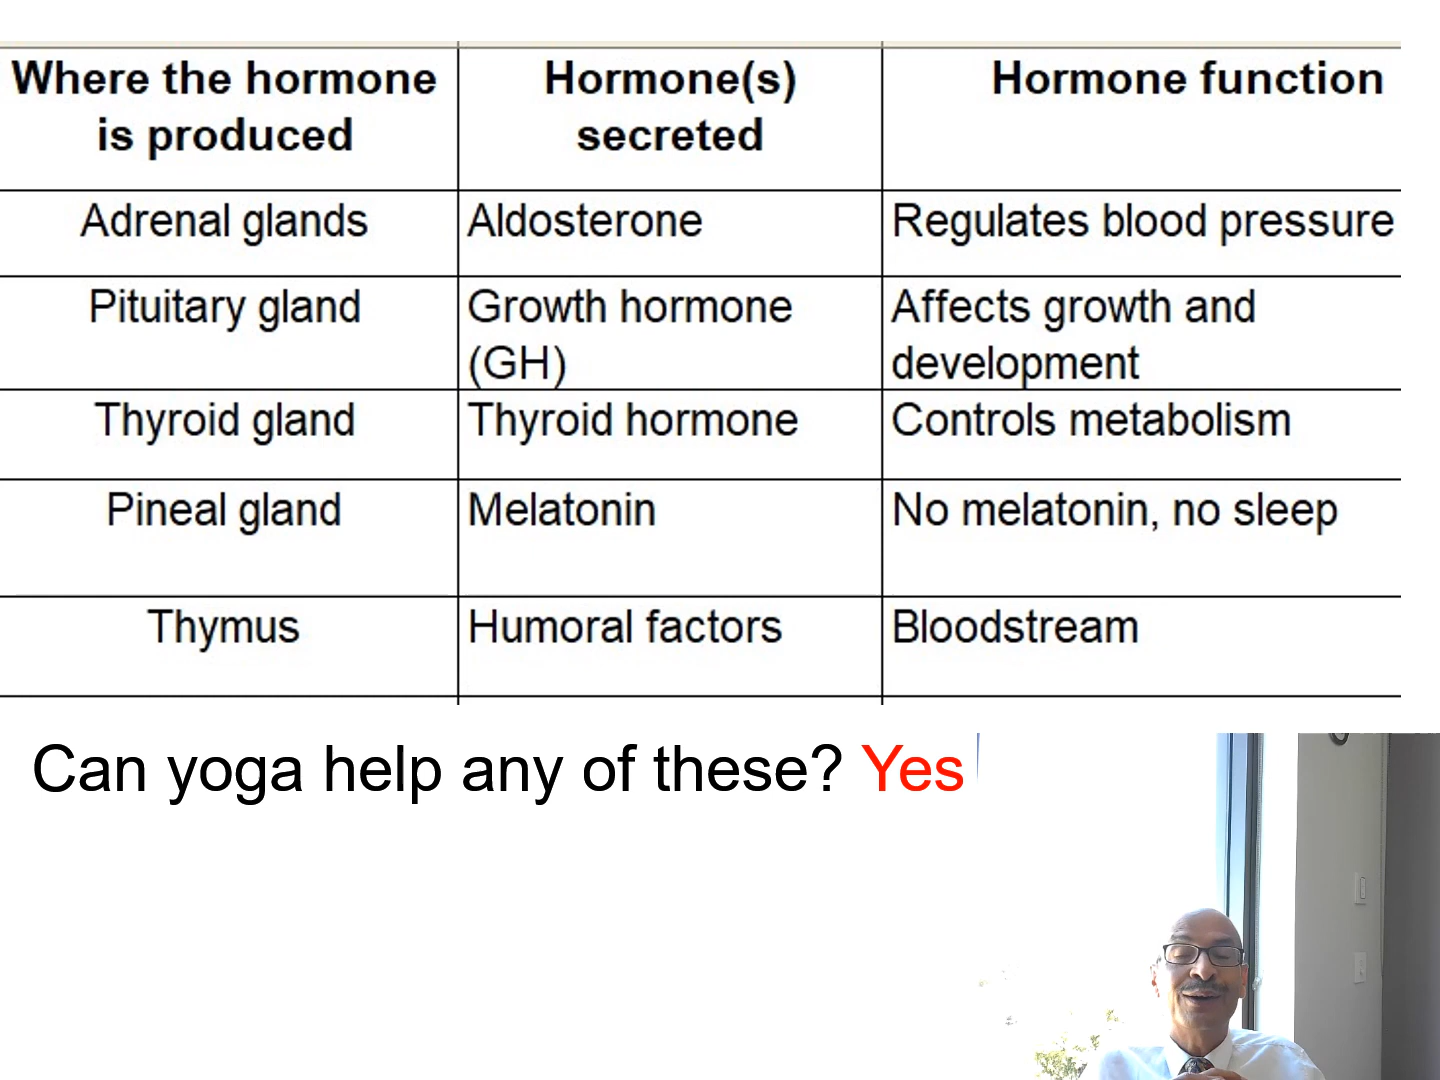 Where the hormone is produced Hormone(s) secreted Hormone function
Adrenal glands Aldosterone Regulates blood pressure
Pituitary gland Growth hormone (GH) Affects growth and development
Thyroid gland Thyroid hormone Controls metabolism
Pineal gland Melatonin No melatonin, no sleep
Thymus Humoral factors Bloodstream
Can yoga help any of these? Yes